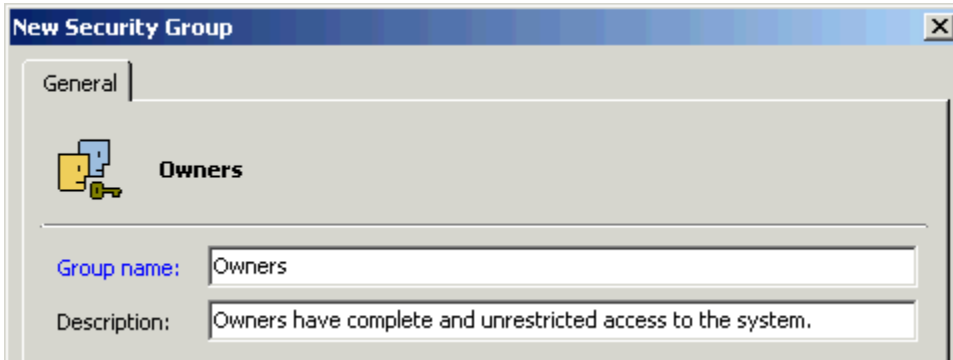 New Security Group
General
Owners
Group name: Owners
Description: Owners have complete and unrestricted access to the system.